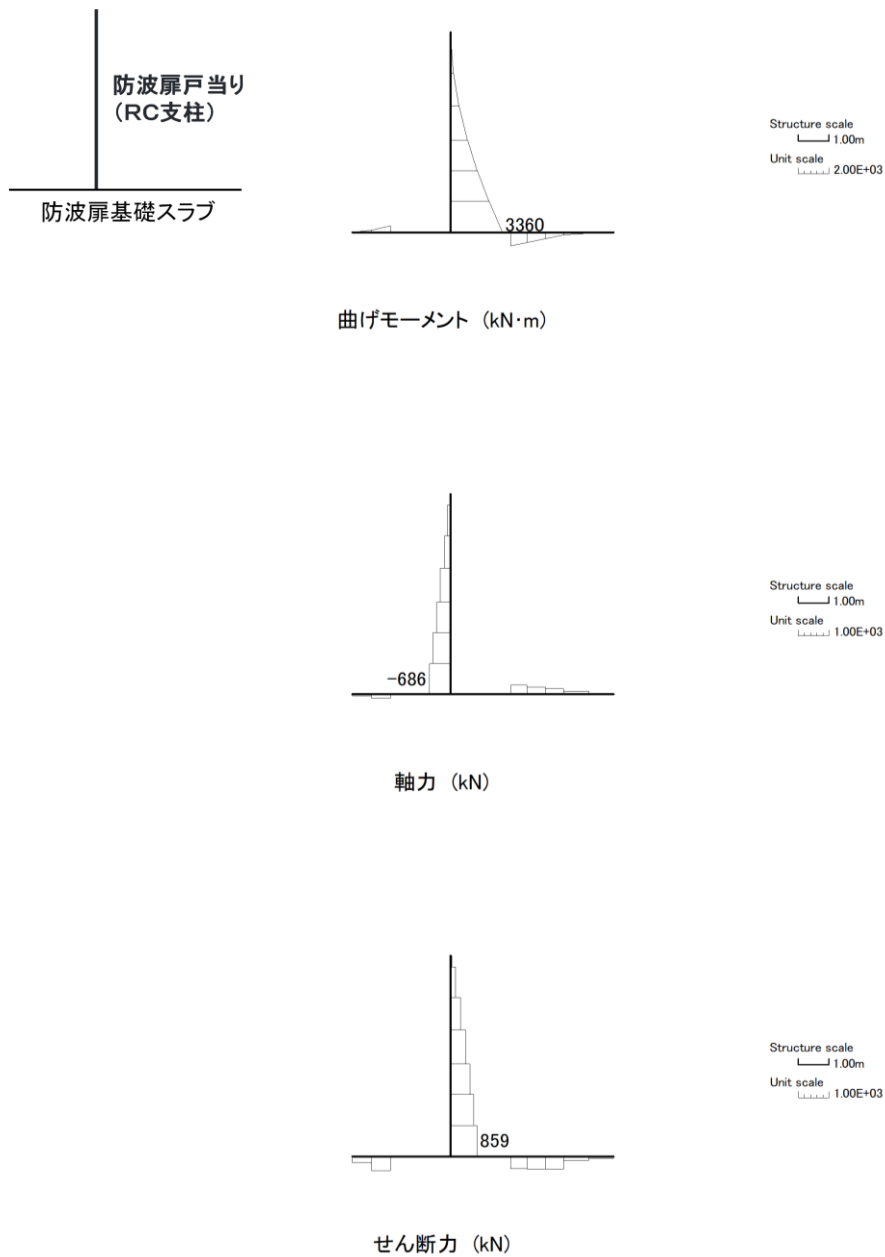 防波扉戸当り
（RC支柱）
防波扉基礎スラブ
Structure scale
1.00m
Unit scale
2.00E+03
3360
曲げモーメント (kN・m)
Structure scale
1.00m
Unit scale
1.00E+03
-686
軸力 (kN)
Structure scale
1.00m
Unit scale
1.00E+03
859
せん断力 (kN)